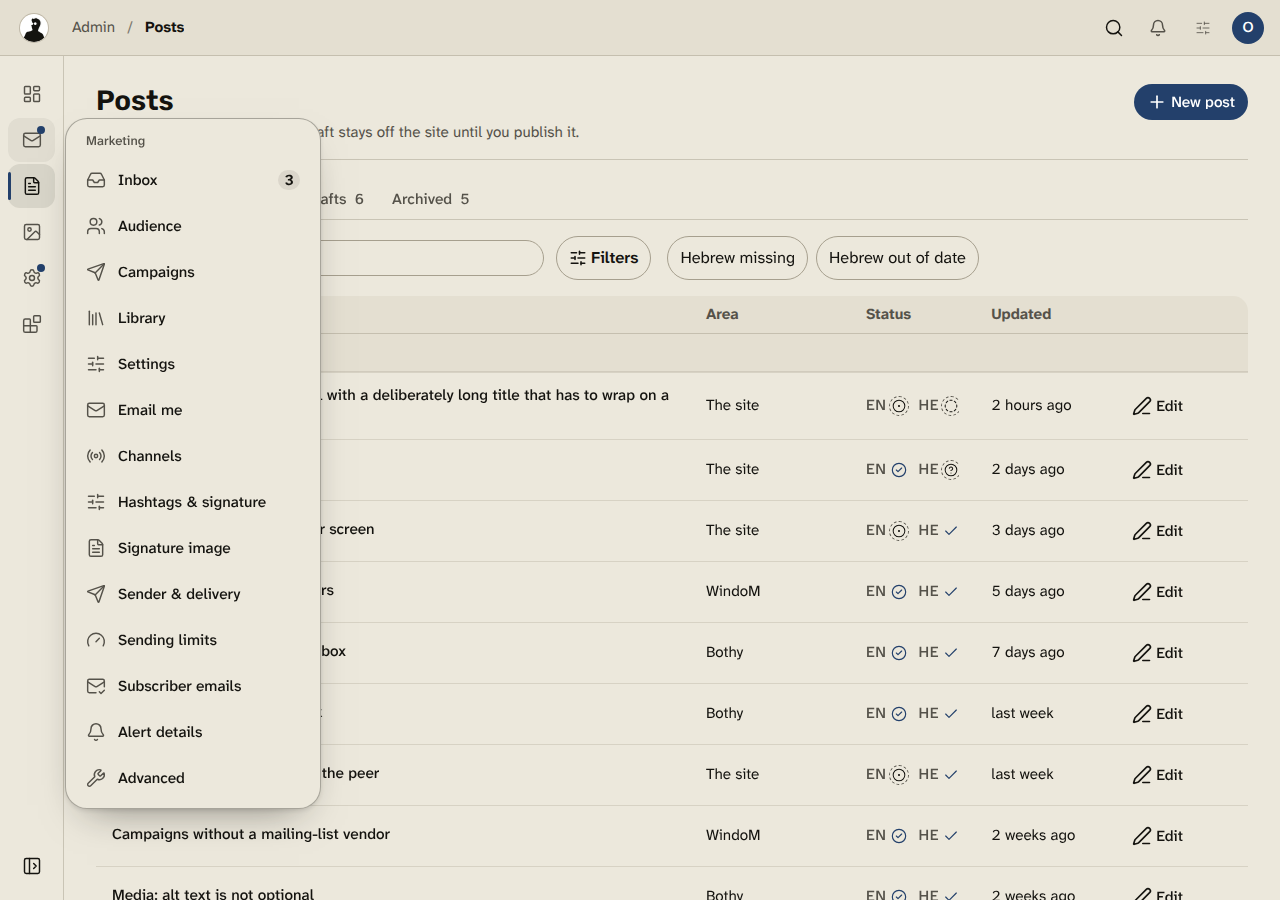 Admin / Posts
O
Posts
New post
aft stays off the site until you publish it.
Marketing
Inbox 3
Audience
Campaigns
Library
Settings
Email me
Channels
Hashtags & signature
Signature image
Sender & delivery
Sending limits
Subscriber emails
Alert details
Advanced
afts 6 Archived 5
Filters Hebrew missing Hebrew out of date
Area Status Updated
with a deliberately long title that has to wrap on a
The site EN HE 2 hours ago Edit
The site EN HE 2 days ago Edit
r screen The site EN HE 3 days ago Edit
rs WindoM EN HE 5 days ago Edit
box Bothy EN HE 7 days ago Edit
Bothy EN HE last week Edit
the peer The site EN HE last week Edit
Campaigns without a mailing-list vendor WindoM EN HE 2 weeks ago Edit
Media: alt text is not optional Bothy EN HE 2 weeks ago Edit